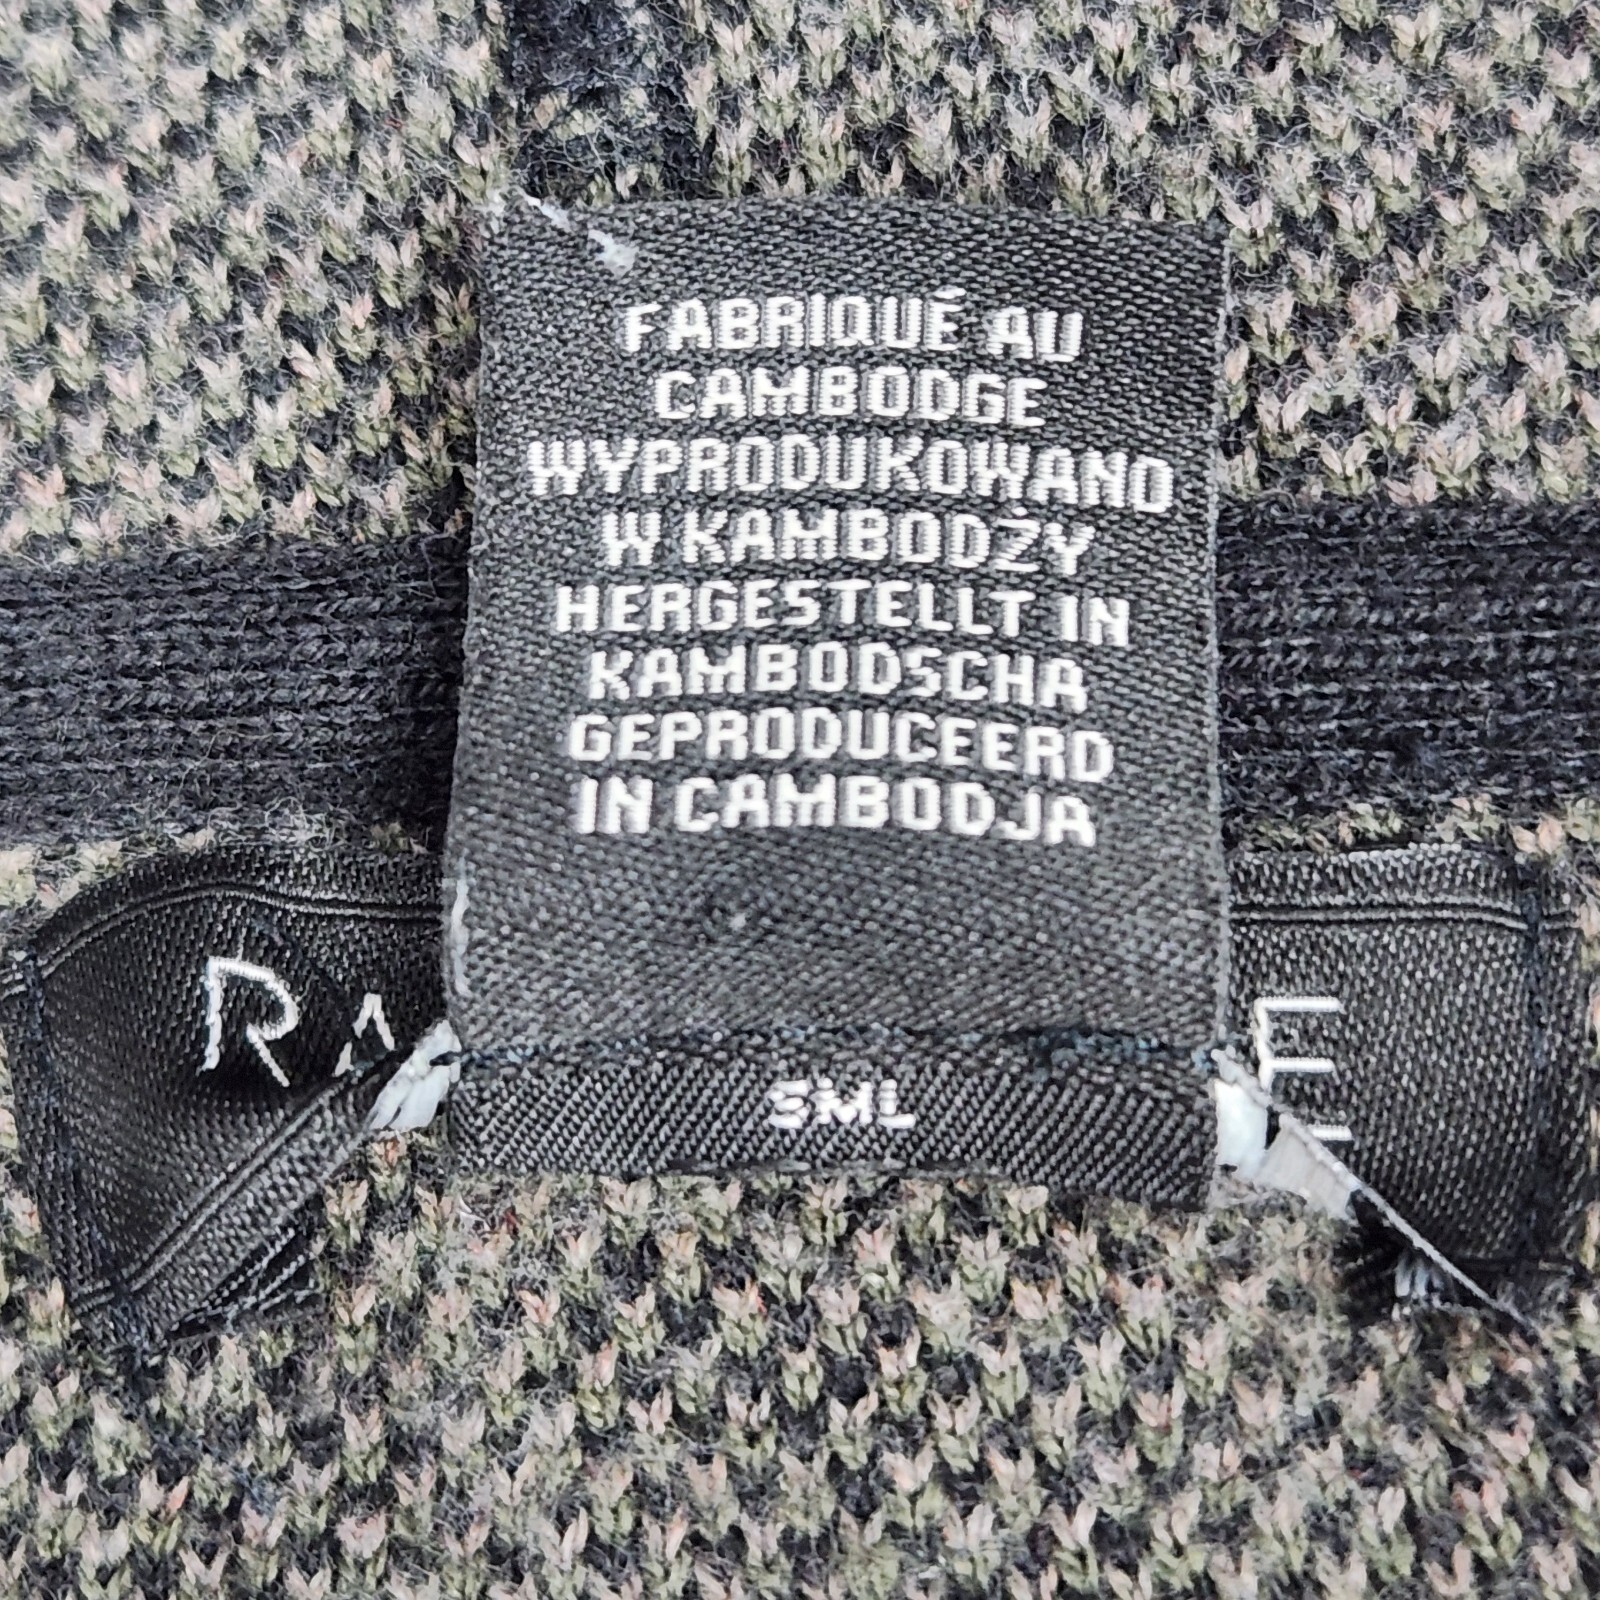 FABRIQUÉ AU
CAMBODGE
WYPRODUKOWANO
W KAMBODŻY
HERGESTELLT IN
KAMBODSCHA
GEPRODUCEERD
IN CAMBODJA
SML